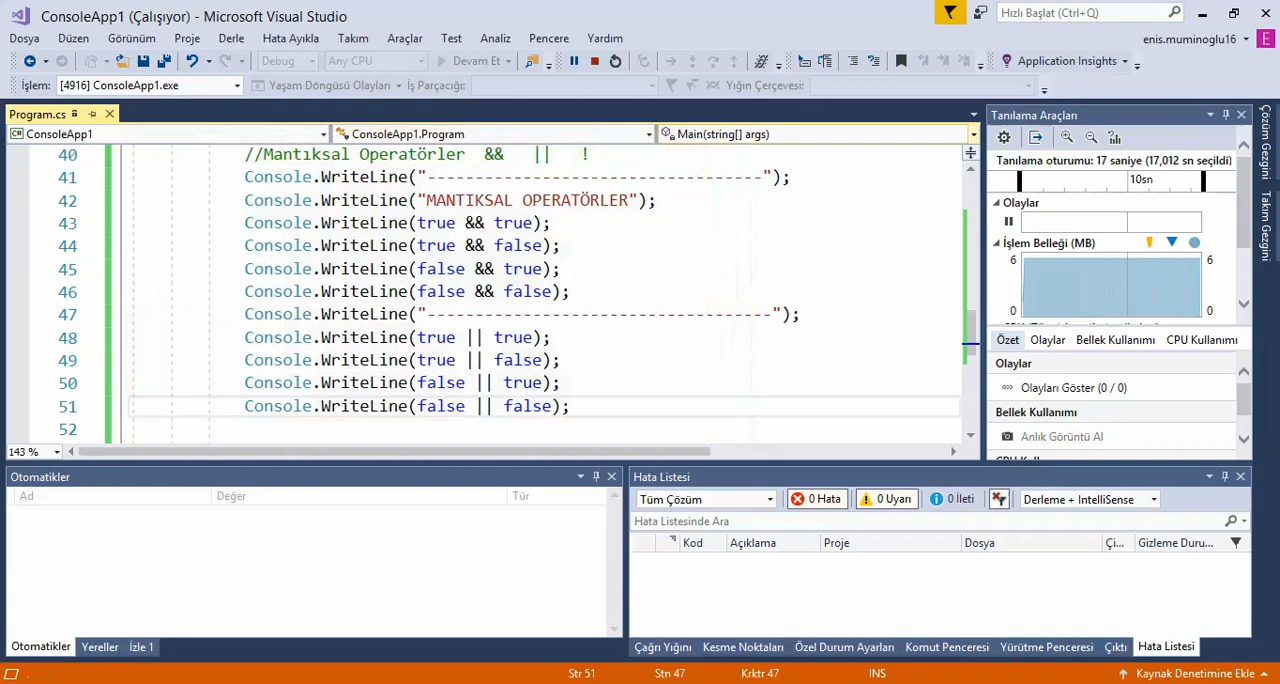 ConsoleApp1 (Çalışıyor) - Microsoft Visual Studio
Hızlı Başlat (Ctrl+Q)
Dosya Düzen Görünüm Proje Derle Hata Ayıkla Takım Araçlar Test Analiz Pencere Yardım
enis.muminoglu16
E
Debug Any CPU Devam Et Application Insights
İşlem: [4916] ConsoleApp1.exe Yaşam Döngüsü Olayları İş Parçacığı: Yığın Çerçevesi:
Program.cs
ConsoleApp1 ConsoleApp1.Program Main(string[] args)
40 //Mantıksal Operatörler && || !
41 Console.WriteLine("-----------------------------------");
42 Console.WriteLine("MANTIKSAL OPERATÖRLER");
43 Console.WriteLine(true && true);
44 Console.WriteLine(true && false);
45 Console.WriteLine(false && true);
46 Console.WriteLine(false && false);
47 Console.WriteLine("------------------------------------");
48 Console.WriteLine(true || true);
49 Console.WriteLine(true || false);
50 Console.WriteLine(false || true);
51 Console.WriteLine(false || false);
52
143 %
Tanılama Araçları
Tanılama oturumu: 17 saniye (17,012 sn seçildi)
10sn
Olaylar
İşlem Belleği (MB)
6 6
0 0
Özet Olaylar Bellek Kullanımı CPU Kullanımı
Olaylar
Olayları Göster (0 / 0)
Bellek Kullanımı
Anlık Görüntü Al
Çözüm Gezgini
Takım Gezgini
Otomatikler
Ad Değer Tür
Otomatikler Yereller İzle 1
Hata Listesi
Tüm Çözüm 0 Hata 0 Uyarı 0 İleti Derleme + IntelliSense
Hata Listesinde Ara
Kod Açıklama Proje Dosya Çi... Gizleme Duru...
Çağrı Yığını Kesme Noktaları Özel Durum Ayarları Komut Penceresi Yürütme Penceresi Çıktı Hata Listesi
Str 51 Stn 47 Krktr 47 INS Kaynak Denetimine Ekle